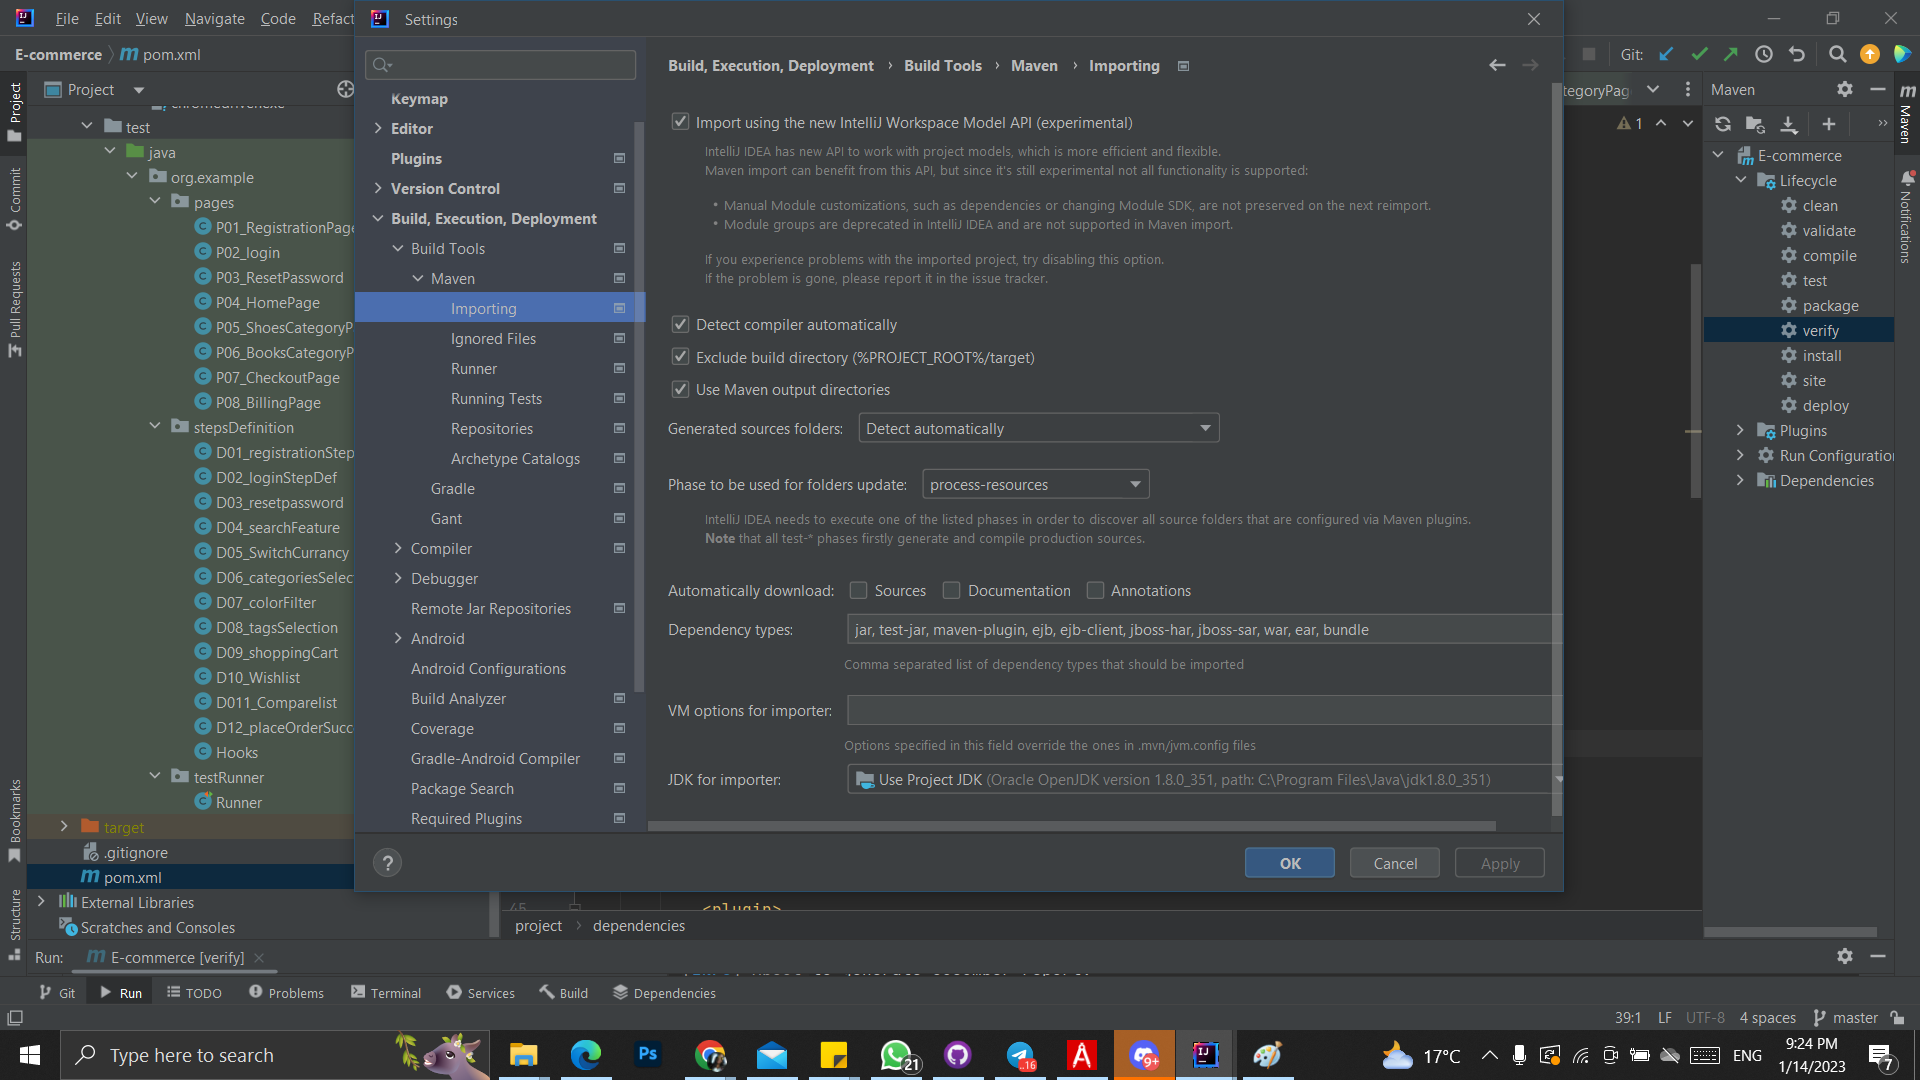 File Edit View Navigate Code Refact
Settings
E-commerce pom.xml
Git:
Project
Build, Execution, Deployment › Build Tools › Maven › Importing
tegoryPag
Maven
Project
Commit
Pull Requests
Bookmarks
Structure
test
java
org.example
pages
P01_RegistrationPage
P02_login
P03_ResetPassword
P04_HomePage
P05_ShoesCategoryP
P06_BooksCategoryP
P07_CheckoutPage
P08_BillingPage
stepsDefinition
D01_registrationStep
D02_loginStepDef
D03_resetpassword
D04_searchFeature
D05_SwitchCurrancy
D06_categoriesSelec
D07_colorFilter
D08_tagsSelection
D09_shoppingCart
D10_Wishlist
D011_Comparelist
D12_placeOrderSucc
Hooks
testRunner
Runner
target
.gitignore
pom.xml
External Libraries
Scratches and Consoles
Keymap
Editor
Plugins
Version Control
Build, Execution, Deployment
Build Tools
Maven
Importing
Ignored Files
Runner
Running Tests
Repositories
Archetype Catalogs
Gradle
Gant
Compiler
Debugger
Remote Jar Repositories
Android
Android Configurations
Build Analyzer
Coverage
Gradle-Android Compiler
Package Search
Required Plugins
Import using the new IntelliJ Workspace Model API (experimental)
IntelliJ IDEA has new API to work with project models, which is more efficient and flexible.
Maven import can benefit from this API, but since it's still experimental not all functionality is supported:
• Manual Module customizations, such as dependencies or changing Module SDK, are not preserved on the next reimport.
• Module groups are deprecated in IntelliJ IDEA and are not supported in Maven import.
If you experience problems with the imported project, try disabling this option.
If the problem is gone, please report it in the issue tracker.
Detect compiler automatically
Exclude build directory (%PROJECT_ROOT%/target)
Use Maven output directories
Generated sources folders: Detect automatically
Phase to be used for folders update: process-resources
IntelliJ IDEA needs to execute one of the listed phases in order to discover all source folders that are configured via Maven plugins.
Note that all test-* phases firstly generate and compile production sources.
Automatically download: Sources Documentation Annotations
Dependency types: jar, test-jar, maven-plugin, ejb, ejb-client, jboss-har, jboss-sar, war, ear, bundle
Comma separated list of dependency types that should be imported
VM options for importer:
Options specified in this field override the ones in .mvn/jvm.config files
JDK for importer: Use Project JDK (Oracle OpenJDK version 1.8.0_351, path: C:\Program Files\Java\jdk1.8.0_351)
? OK Cancel Apply
1
E-commerce
Lifecycle
clean
validate
compile
test
package
verify
install
site
deploy
Plugins
Run Configuratio
Dependencies
Maven
Notifications
45 <plugin>
project › dependencies
Run: E-commerce [verify]
Git Run TODO Problems Terminal Services Build Dependencies
39:1 LF UTF-8 4 spaces master
Type here to search
Ps
21
..16
9+
17°C
ENG
9:24 PM
1/14/2023
7